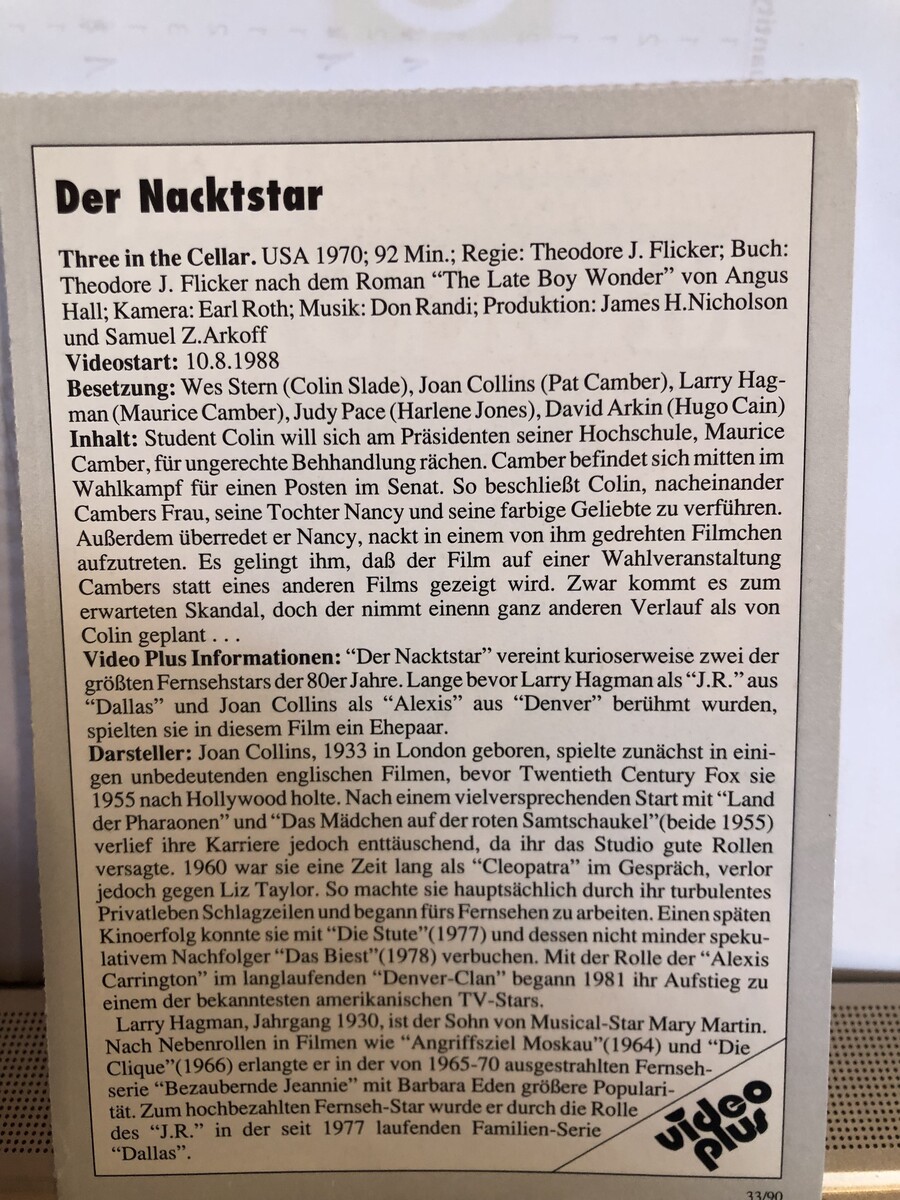 Der Nacktstar
Three in the Cellar. USA 1970; 92 Min.; Regie: Theodore J. Flicker; Buch:
Theodore J. Flicker nach dem Roman “The Late Boy Wonder” von Angus
Hall; Kamera: Earl Roth; Musik: Don Randi; Produktion: James H.Nicholson
und Samuel Z.Arkoff
Videostart: 10.8.1988
Besetzung: Wes Stern (Colin Slade), Joan Collins (Pat Camber), Larry Hag-
man (Maurice Camber), Judy Pace (Harlene Jones), David Arkin (Hugo Cain)
Inhalt: Student Colin will sich am Präsidenten seiner Hochschule, Maurice
Camber, für ungerechte Behhandlung rächen. Camber befindet sich mitten im
Wahlkampf für einen Posten im Senat. So beschließt Colin, nacheinander
Cambers Frau, seine Tochter Nancy und seine farbige Geliebte zu verführen.
Außerdem überredet er Nancy, nackt in einem von ihm gedrehten Filmchen
aufzutreten. Es gelingt ihm, daß der Film auf einer Wahlveranstaltung
Cambers statt eines anderen Films gezeigt wird. Zwar kommt es zum
erwarteten Skandal, doch der nimmt einenn ganz anderen Verlauf als von
Colin geplant . . .
Video Plus Informationen: “Der Nacktstar” vereint kurioserweise zwei der
größten Fernsehstars der 80er Jahre. Lange bevor Larry Hagman als “J.R.” aus
“Dallas” und Joan Collins als “Alexis” aus “Denver” berühmt wurden,
spielten sie in diesem Film ein Ehepaar.
Darsteller: Joan Collins, 1933 in London geboren, spielte zunächst in eini-
gen unbedeutenden englischen Filmen, bevor Twentieth Century Fox sie
1955 nach Hollywood holte. Nach einem vielversprechenden Start mit “Land
der Pharaonen” und “Das Mädchen auf der roten Samtschaukel”(beide 1955)
verlief ihre Karriere jedoch enttäuschend, da ihr das Studio gute Rollen
versagte. 1960 war sie eine Zeit lang als “Cleopatra” im Gespräch, verlor
jedoch gegen Liz Taylor. So machte sie hauptsächlich durch ihr turbulentes
Privatleben Schlagzeilen und begann fürs Fernsehen zu arbeiten. Einen späten
Kinoerfolg konnte sie mit “Die Stute”(1977) und dessen nicht minder speku-
lativem Nachfolger “Das Biest”(1978) verbuchen. Mit der Rolle der “Alexis
Carrington” im langlaufenden “Denver-Clan” begann 1981 ihr Aufstieg zu
einem der bekanntesten amerikanischen TV-Stars.
Larry Hagman, Jahrgang 1930, ist der Sohn von Musical-Star Mary Martin.
Nach Nebenrollen in Filmen wie “Angriffsziel Moskau”(1964) und “Die
Clique”(1966) erlangte er in der von 1965-70 ausgestrahlten Fernseh-
serie “Bezaubernde Jeannie” mit Barbara Eden größere Populari-
tät. Zum hochbezahlten Fernseh-Star wurde er durch die Rolle
des “J.R.” in der seit 1977 laufenden Familien-Serie
“Dallas”.
video
plus
33/90